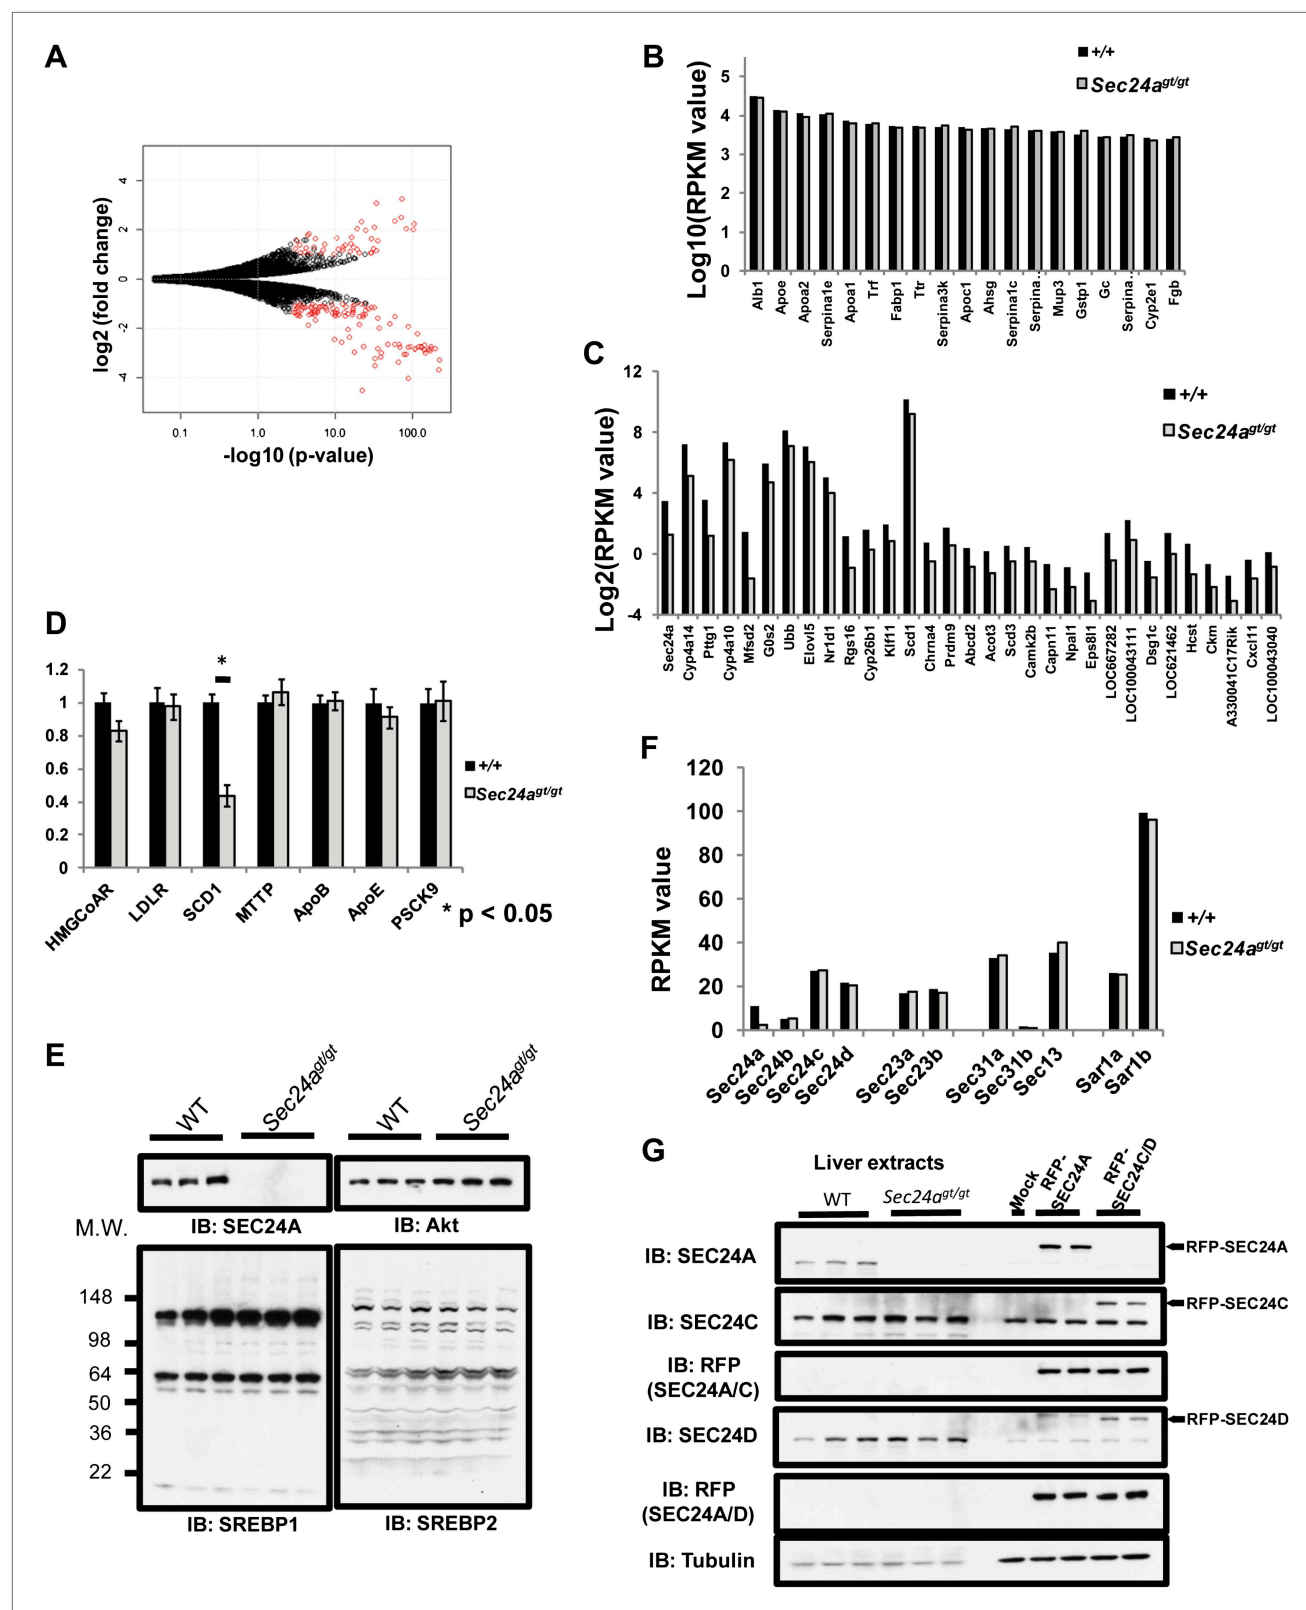 A
log2 (fold change)
4
2
0
-2
-4
0.1 1.0 10.0 100.0
-log10 (p-value)
B
+/+
Sec24agt/gt
Log10(RPKM value)
5
4
3
2
1
0
Alb1 Apoe Apoa2 Serpina1e Apoa1 Trf Fabp1 Ttr Serpina3k Apoc1 Ahsg Serpina1c Serpina… Mup3 Gstp1 Gc Serpina… Cyp2e1 Fgb
C
+/+
Sec24agt/gt
Log2(RPKM value)
12
8
4
0
-4
Sec24a Cyp4a14 Pttg1 Cyp4a10 Mfsd2 G0s2 Ubb Elovl5 Nr1d1 Rgs16 Cyp26b1 Klf11 Scd1 Chrna4 Prdm9 Abcd2 Acot3 Scd3 Camk2b Capn11 Npal1 Eps8l1 LOC667282 LOC100043111 Dsg1c LOC621462 Hcst Ckm A330041C17Rik Cxcl11 LOC100043040
D
1.2
1
0.8
0.6
0.4
0.2
0
*
+/+
Sec24agt/gt
HMGCoAR LDLR SCD1 MTTP ApoB ApoE PSCK9
* p < 0.05
E
WT Sec24agt/gt WT Sec24agt/gt
IB: SEC24A IB: Akt
M.W.
148
98
64
50
36
22
IB: SREBP1 IB: SREBP2
F
RPKM value
120
100
80
60
40
20
0
+/+
Sec24agt/gt
Sec24a Sec24b Sec24c Sec24d Sec23a Sec23b Sec31a Sec31b Sec13 Sar1a Sar1b
G
Liver extracts
WT Sec24agt/gt Mock RFP-SEC24A RFP-SEC24C/D
IB: SEC24A
RFP-SEC24A
IB: SEC24C
RFP-SEC24C
IB: RFP
(SEC24A/C)
IB: SEC24D
RFP-SEC24D
IB: RFP
(SEC24A/D)
IB: Tubulin